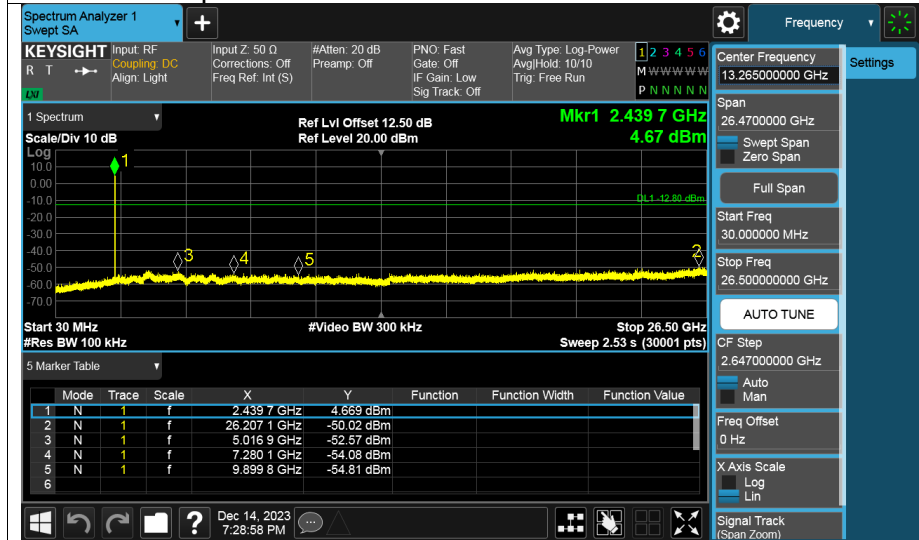 Spectrum Analyzer 1
Swept SA
+
Frequency
KEYSIGHT
R T
LXI
Input: RF
Coupling: DC
Align: Light
Input Z: 50 Ω
Corrections: Off
Freq Ref: Int (S)
#Atten: 20 dB
Preamp: Off
PNO: Fast
Gate: Off
IF Gain: Low
Sig Track: Off
Avg Type: Log-Power
Avg|Hold: 10/10
Trig: Free Run
1 2 3 4 5 6
M W W W W W
P N N N N N
1 Spectrum
Scale/Div 10 dB
Ref Lvl Offset 12.50 dB
Ref Level 20.00 dBm
Mkr1 2.439 7 GHz
4.67 dBm
Log
10.0
0.00
-10.0
-20.0
-30.0
-40.0
-50.0
-60.0
-70.0
1
DL1 -12.80 dBm
3
4
5
2
Start 30 MHz
#Res BW 100 kHz
#Video BW 300 kHz
Stop 26.50 GHz
Sweep 2.53 s (30001 pts)
5 Marker Table
Mode Trace Scale X Y Function Function Width Function Value
1 N 1 f 2.439 7 GHz 4.669 dBm
2 N 1 f 26.207 1 GHz -50.02 dBm
3 N 1 f 5.016 9 GHz -52.57 dBm
4 N 1 f 7.280 1 GHz -54.08 dBm
5 N 1 f 9.899 8 GHz -54.81 dBm
6
?
Dec 14, 2023
7:28:58 PM
Center Frequency
13.265000000 GHz
Span
26.4700000 GHz
Swept Span
Zero Span
Full Span
Start Freq
30.000000 MHz
Stop Freq
26.500000000 GHz
AUTO TUNE
CF Step
2.647000000 GHz
Auto
Man
Freq Offset
0 Hz
X Axis Scale
Log
Lin
Signal Track
(Span Zoom)
Settings